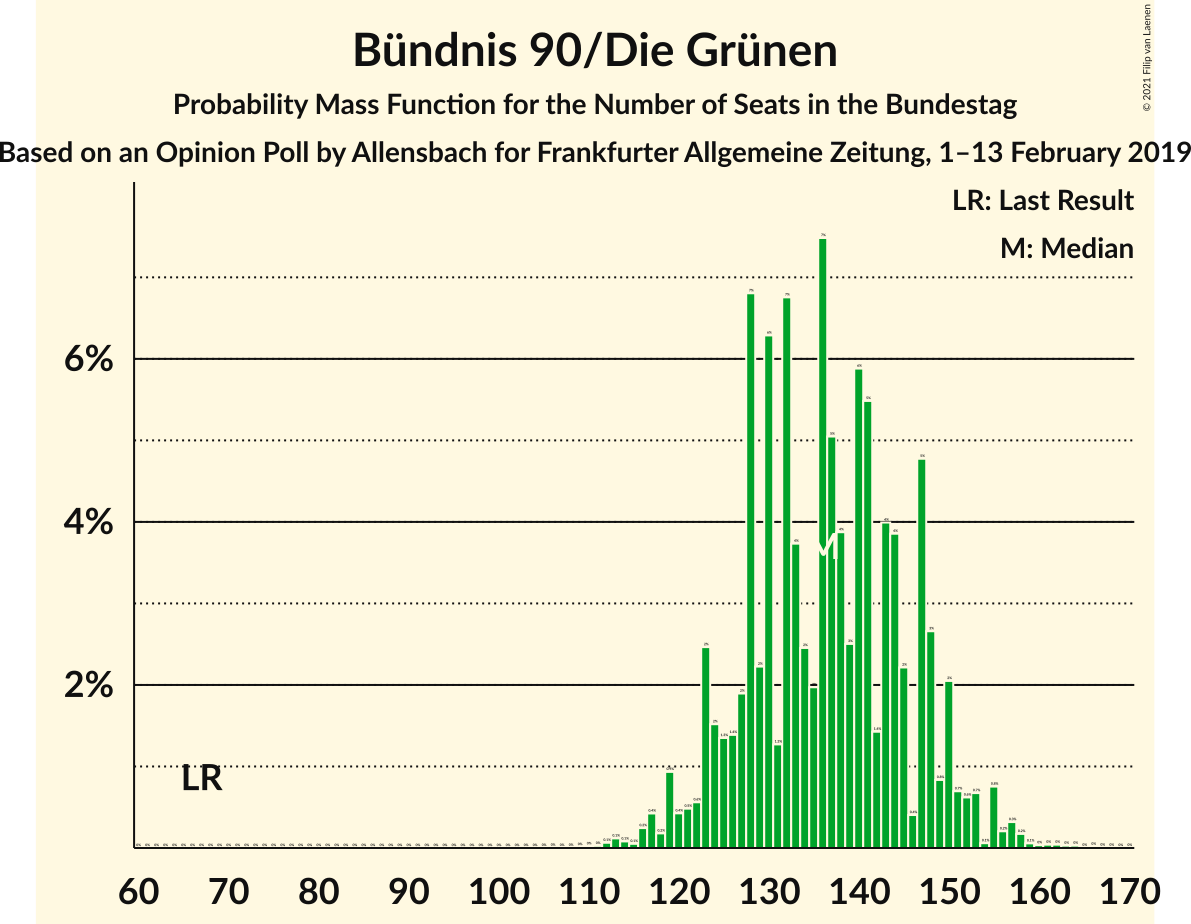 Bündnis 90/Die Grünen
Probability Mass Function for the Number of Seats in the Bundestag
Based on an Opinion Poll by Allensbach for Frankfurter Allgemeine Zeitung, 1–13 February 2019
© 2021 Filip van Laenen
LR: Last Result
M: Median
6%
4%
2%
LR
M
60 70 80 90 100 110 120 130 140 150 160 170